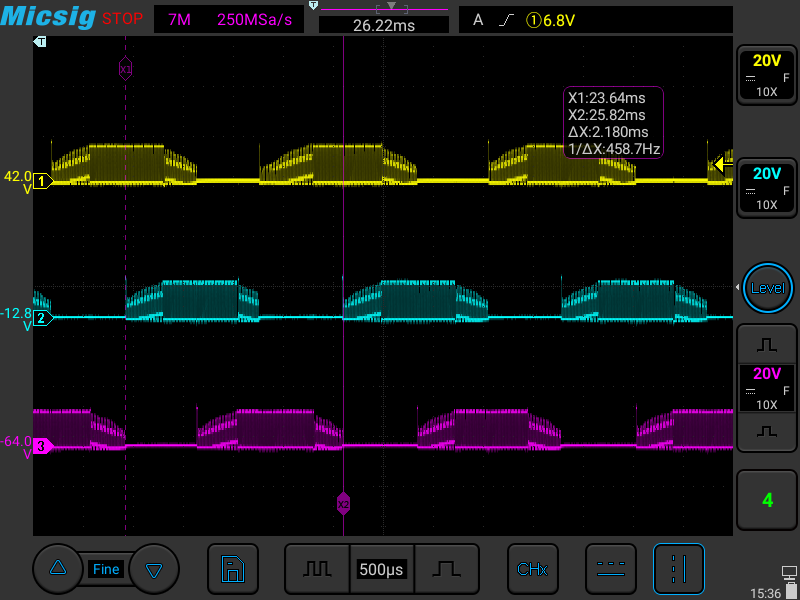 Micsig STOP 7M 250MSa/s T 26.22ms A ①6.8V
T
X1
X1:23.64ms
X2:25.82ms
ΔX:2.180ms
1/ΔX:458.7Hz
20V
F
10X
42.0
V
1
20V
F
10X
Level
-12.8
V
2
20V
F
10X
-64.0
V
3
X2
4
Fine 500μs CHx
15:36